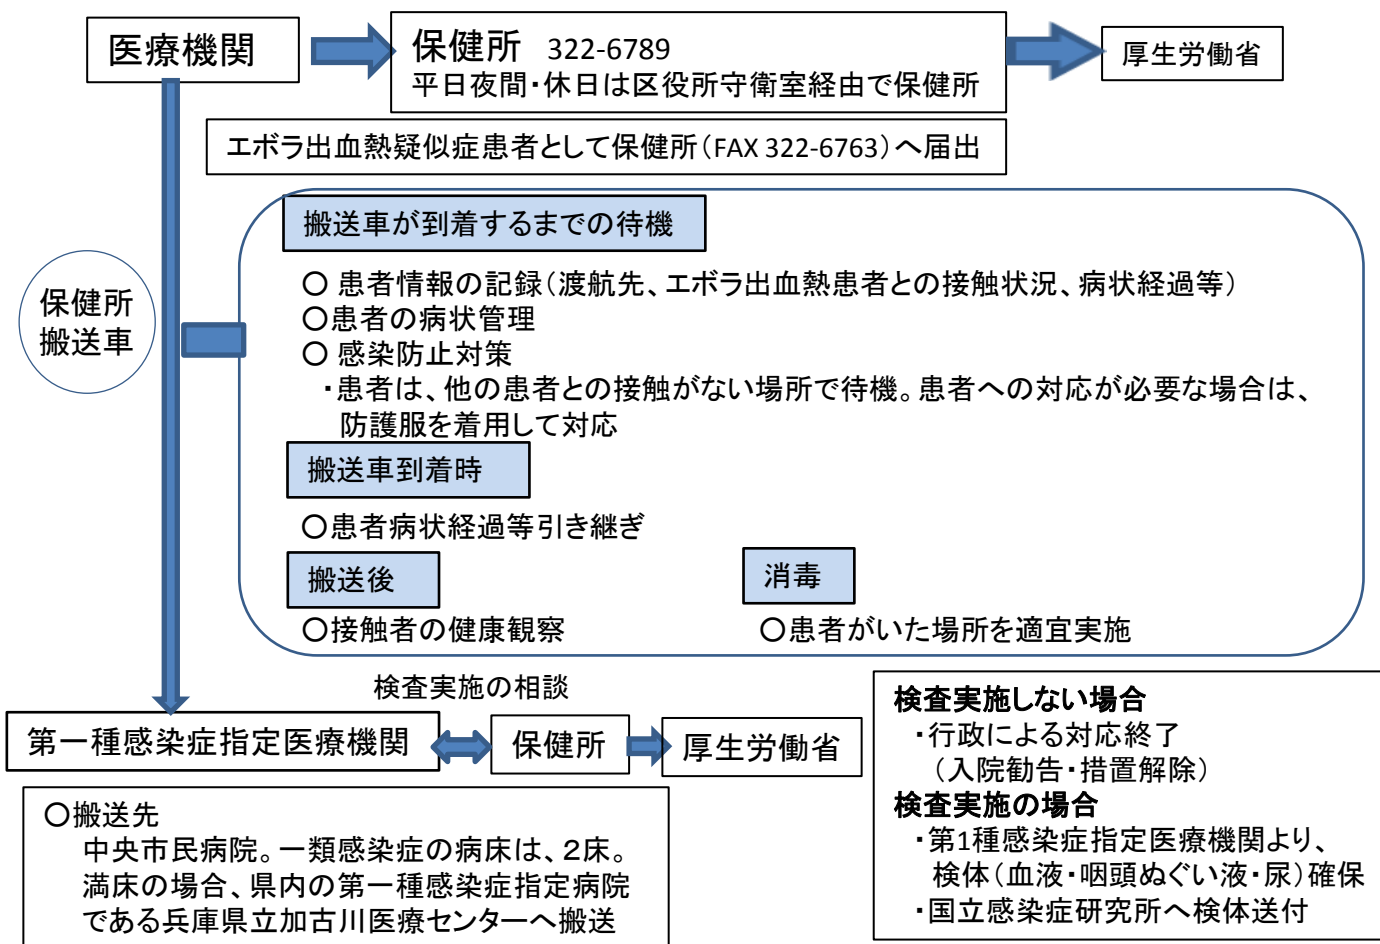 医療機関
保健所 322-6789
平日夜間・休日は区役所守衛室経由で保健所
厚生労働省
エボラ出血熱疑似症患者として保健所（FAX 322-6763）へ届出
保健所
搬送車
搬送車が到着するまでの待機
〇 患者情報の記録（渡航先、エボラ出血熱患者との接触状況、病状経過等）
〇患者の病状管理
〇 感染防止対策
・患者は、他の患者との接触がない場所で待機。患者への対応が必要な場合は、
防護服を着用して対応
搬送車到着時
〇患者病状経過等引き継ぎ
搬送後
〇接触者の健康観察
消毒
〇患者がいた場所を適宜実施
検査実施の相談
第一種感染症指定医療機関
保健所
厚生労働省
〇搬送先
中央市民病院。一類感染症の病床は、２床。
満床の場合、県内の第一種感染症指定病院
である兵庫県立加古川医療センターへ搬送
検査実施しない場合
・行政による対応終了
（入院勧告・措置解除）
検査実施の場合
・第1種感染症指定医療機関より、
検体（血液・咽頭ぬぐい液・尿）確保
・国立感染症研究所へ検体送付